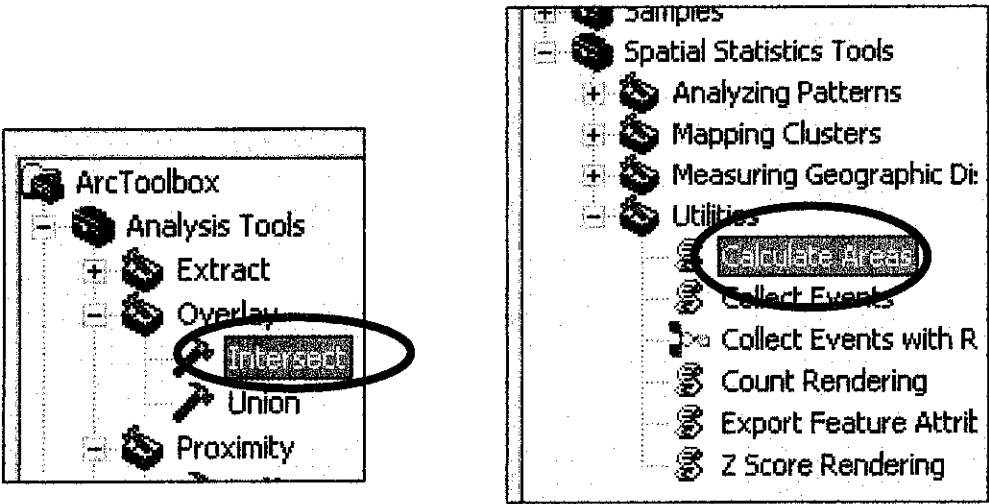 ArcToolbox
Analysis Tools
Extract
Overlay
Intersect
Union
Proximity
Samples
Spatial Statistics Tools
Analyzing Patterns
Mapping Clusters
Measuring Geographic Di
Utilities
Calculate Areas
Collect Events
Collect Events with R
Count Rendering
Export Feature Attrib
Z Score Rendering